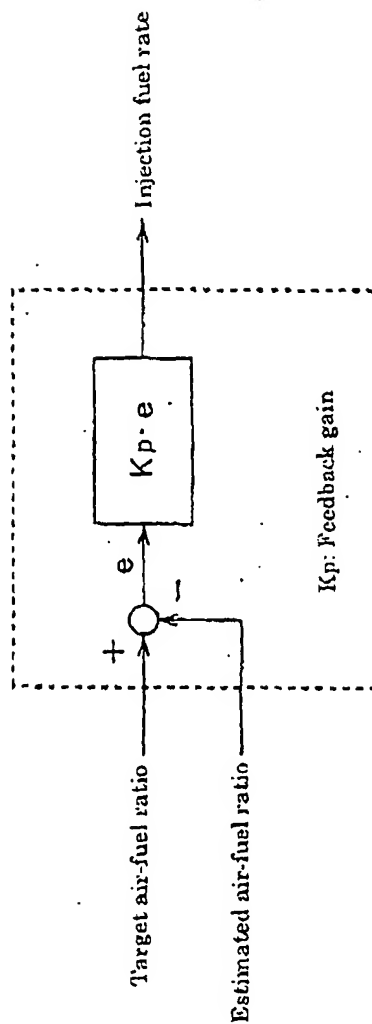 Target air-fuel ratio
Estimated air-fuel ratio
+
−
e
Kp·e
Kp: Feedback gain
Injection fuel rate